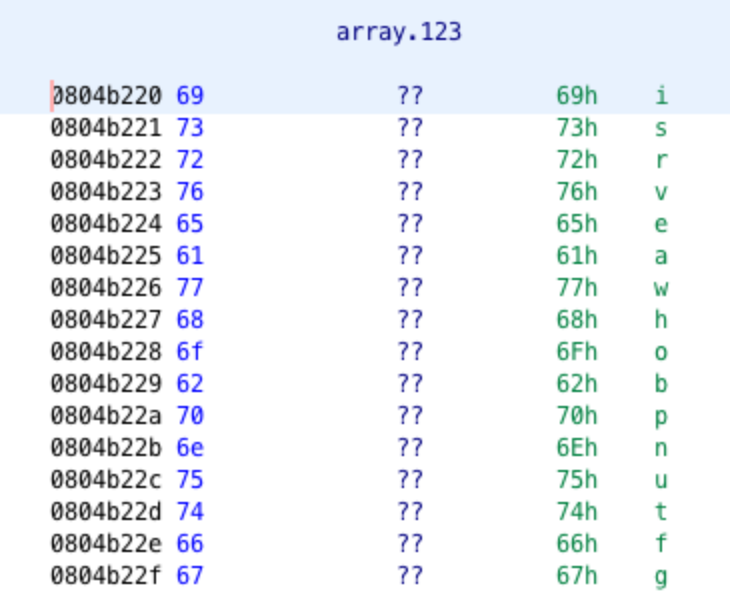 array.123
0804b220 69 ?? 69h i
0804b221 73 ?? 73h s
0804b222 72 ?? 72h r
0804b223 76 ?? 76h v
0804b224 65 ?? 65h e
0804b225 61 ?? 61h a
0804b226 77 ?? 77h w
0804b227 68 ?? 68h h
0804b228 6f ?? 6Fh o
0804b229 62 ?? 62h b
0804b22a 70 ?? 70h p
0804b22b 6e ?? 6Eh n
0804b22c 75 ?? 75h u
0804b22d 74 ?? 74h t
0804b22e 66 ?? 66h f
0804b22f 67 ?? 67h g